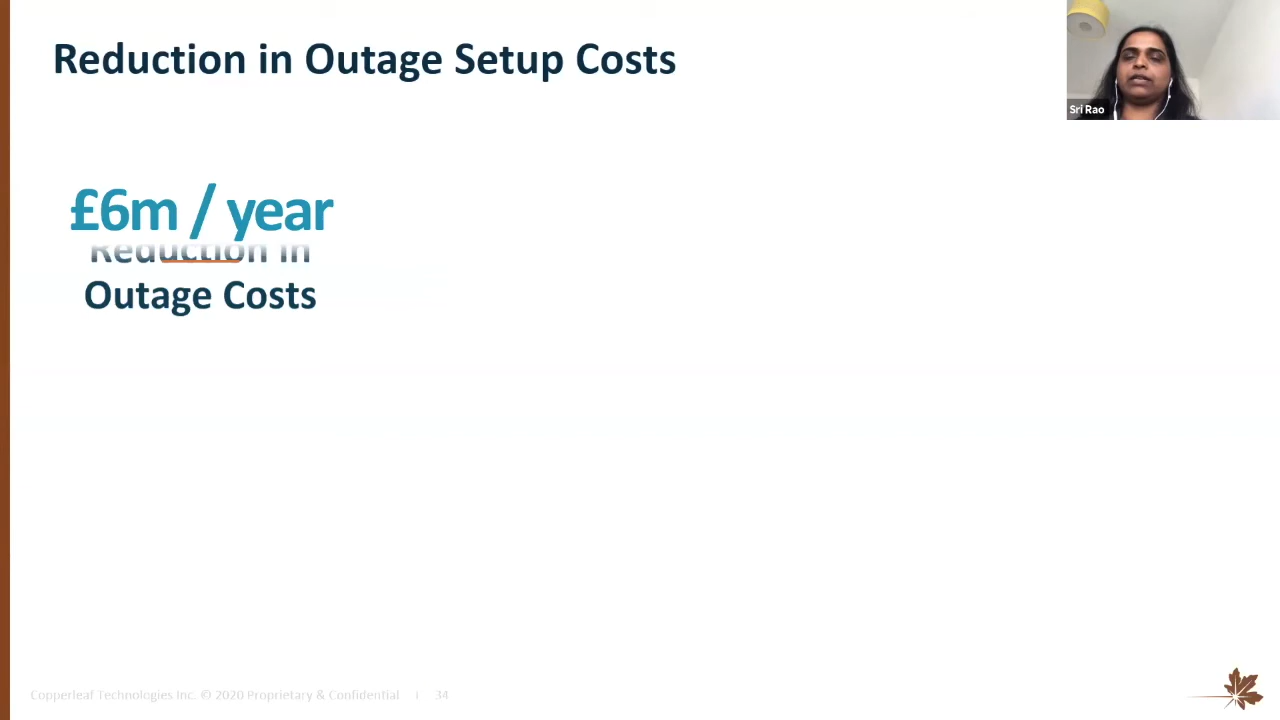 Reduction in Outage Setup Costs
Sri Rao
£6m / year
Reduction in
Outage Costs
Copperleaf Technologies Inc. © 2020 Proprietary & Confidential | 34